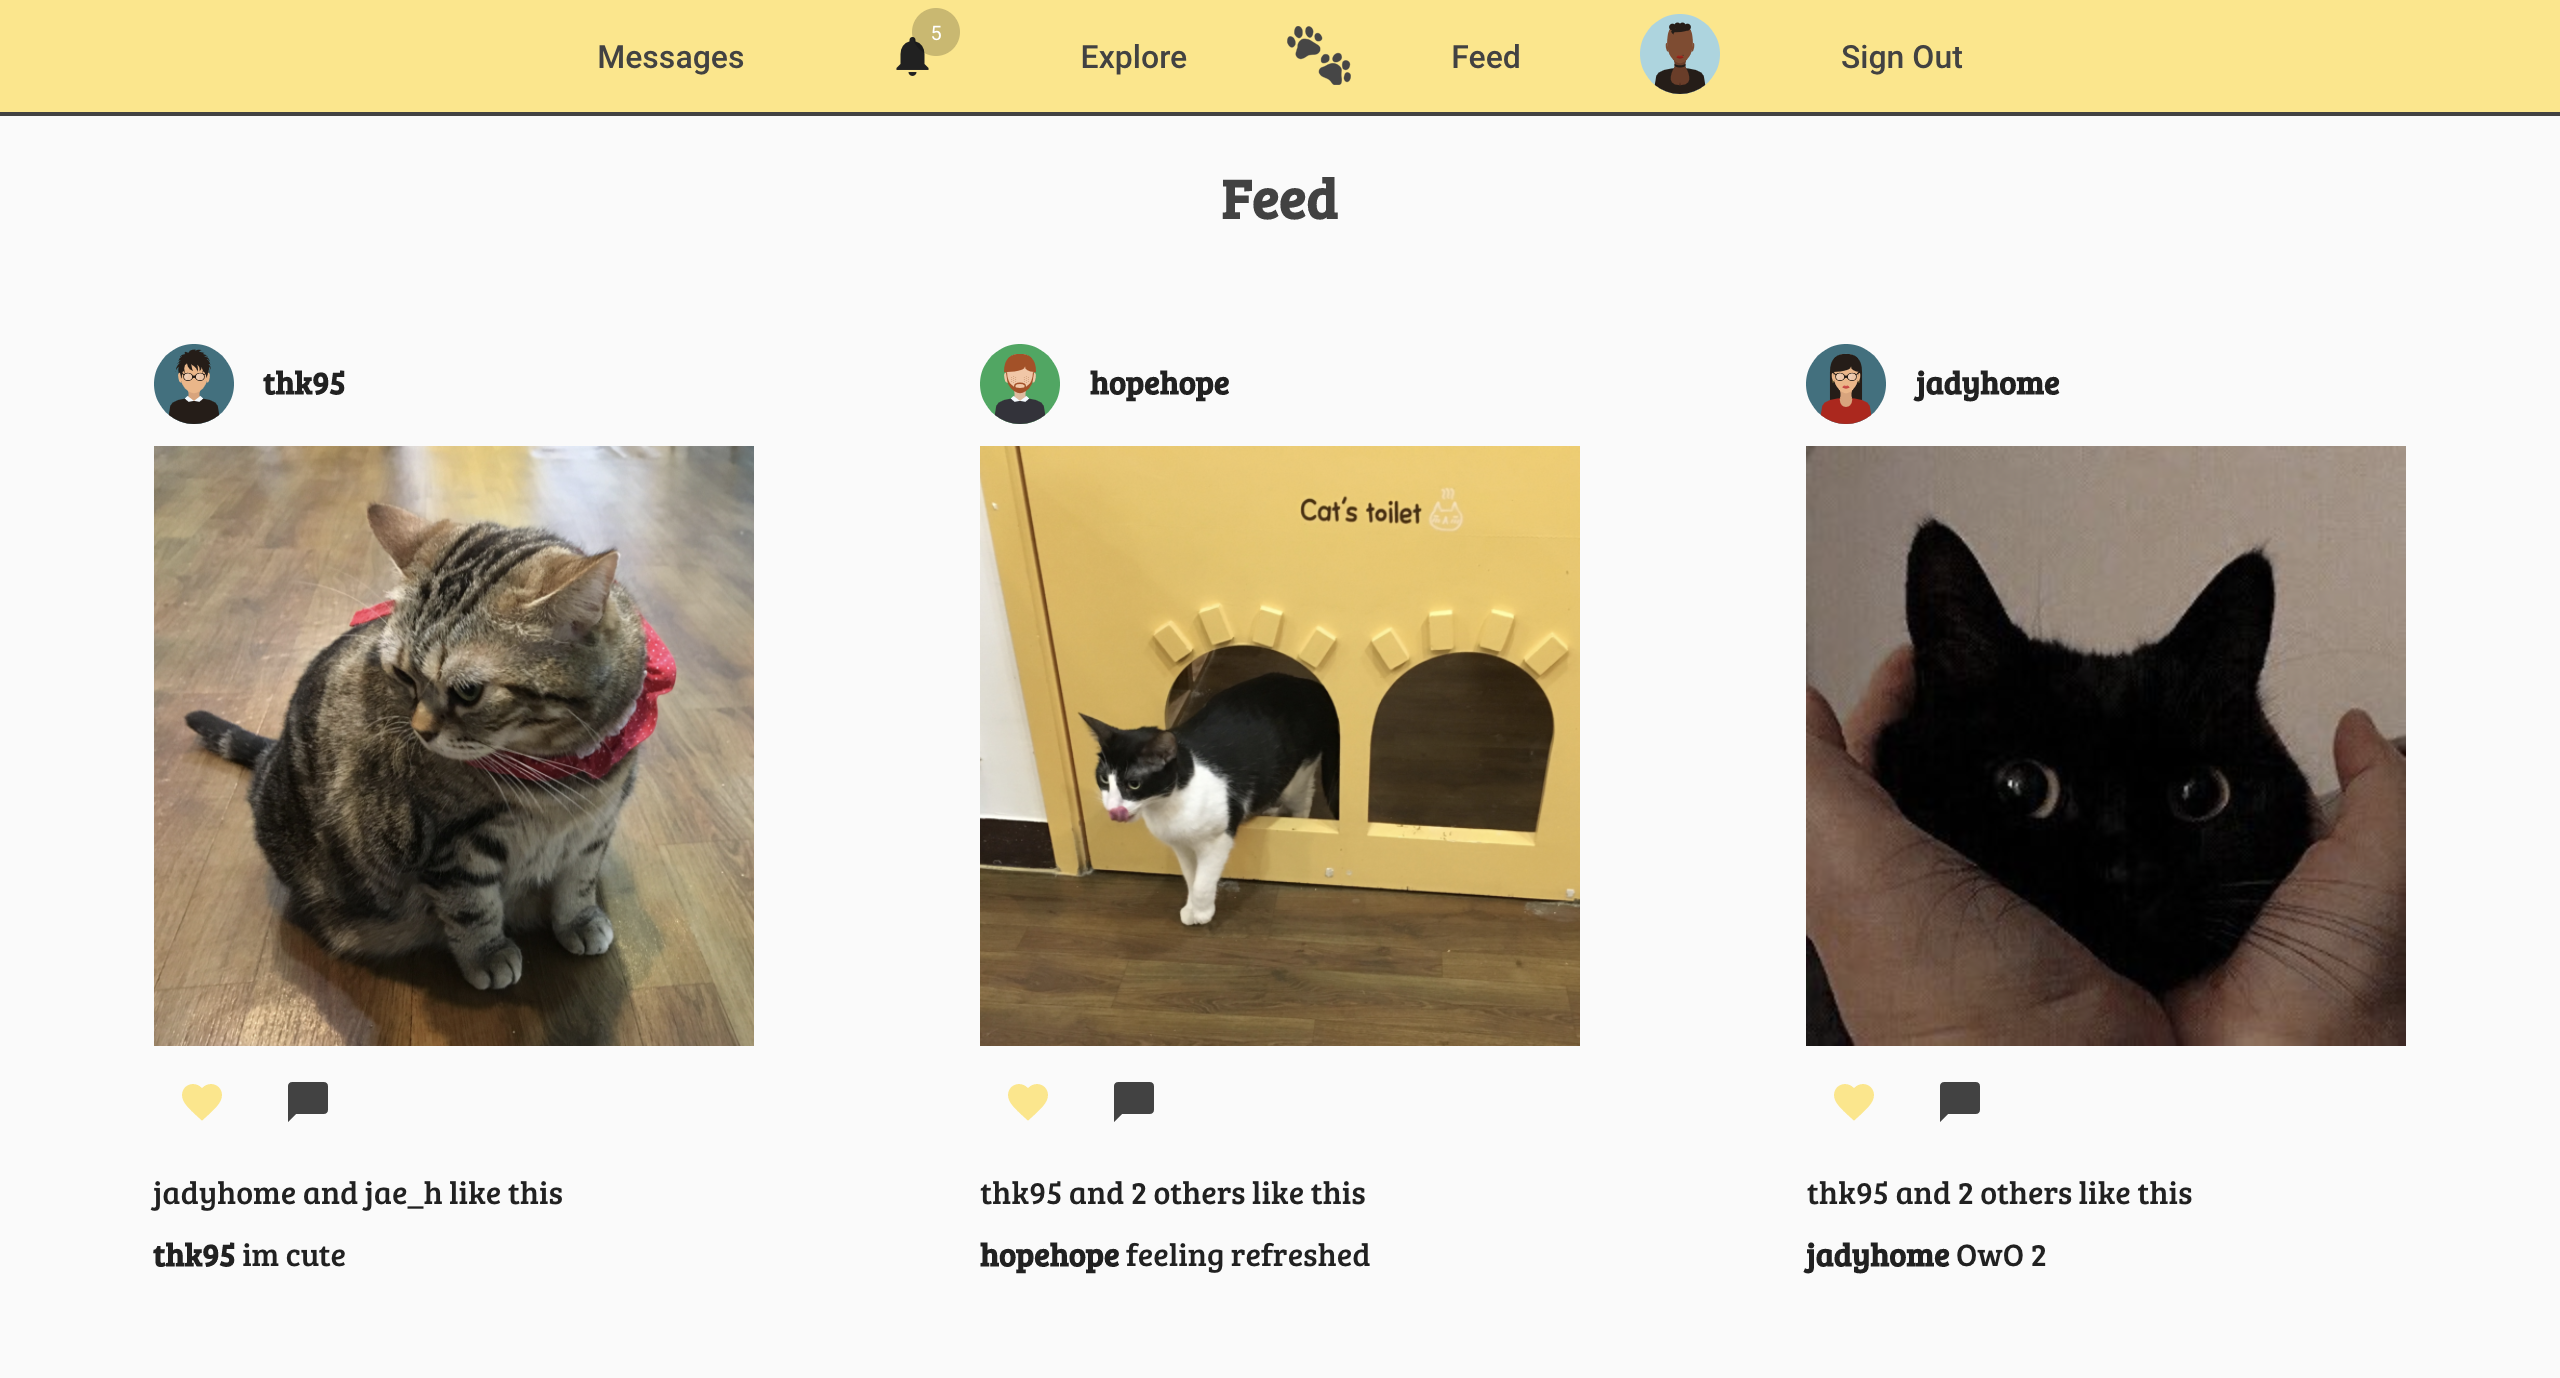 Messages 5 Explore Feed Sign Out
Feed
thk95
hopehope
jadyhome
Cat's toilet
jadyhome and jae_h like this
thk95 im cute
thk95 and 2 others like this
hopehope feeling refreshed
thk95 and 2 others like this
jadyhome OwO 2